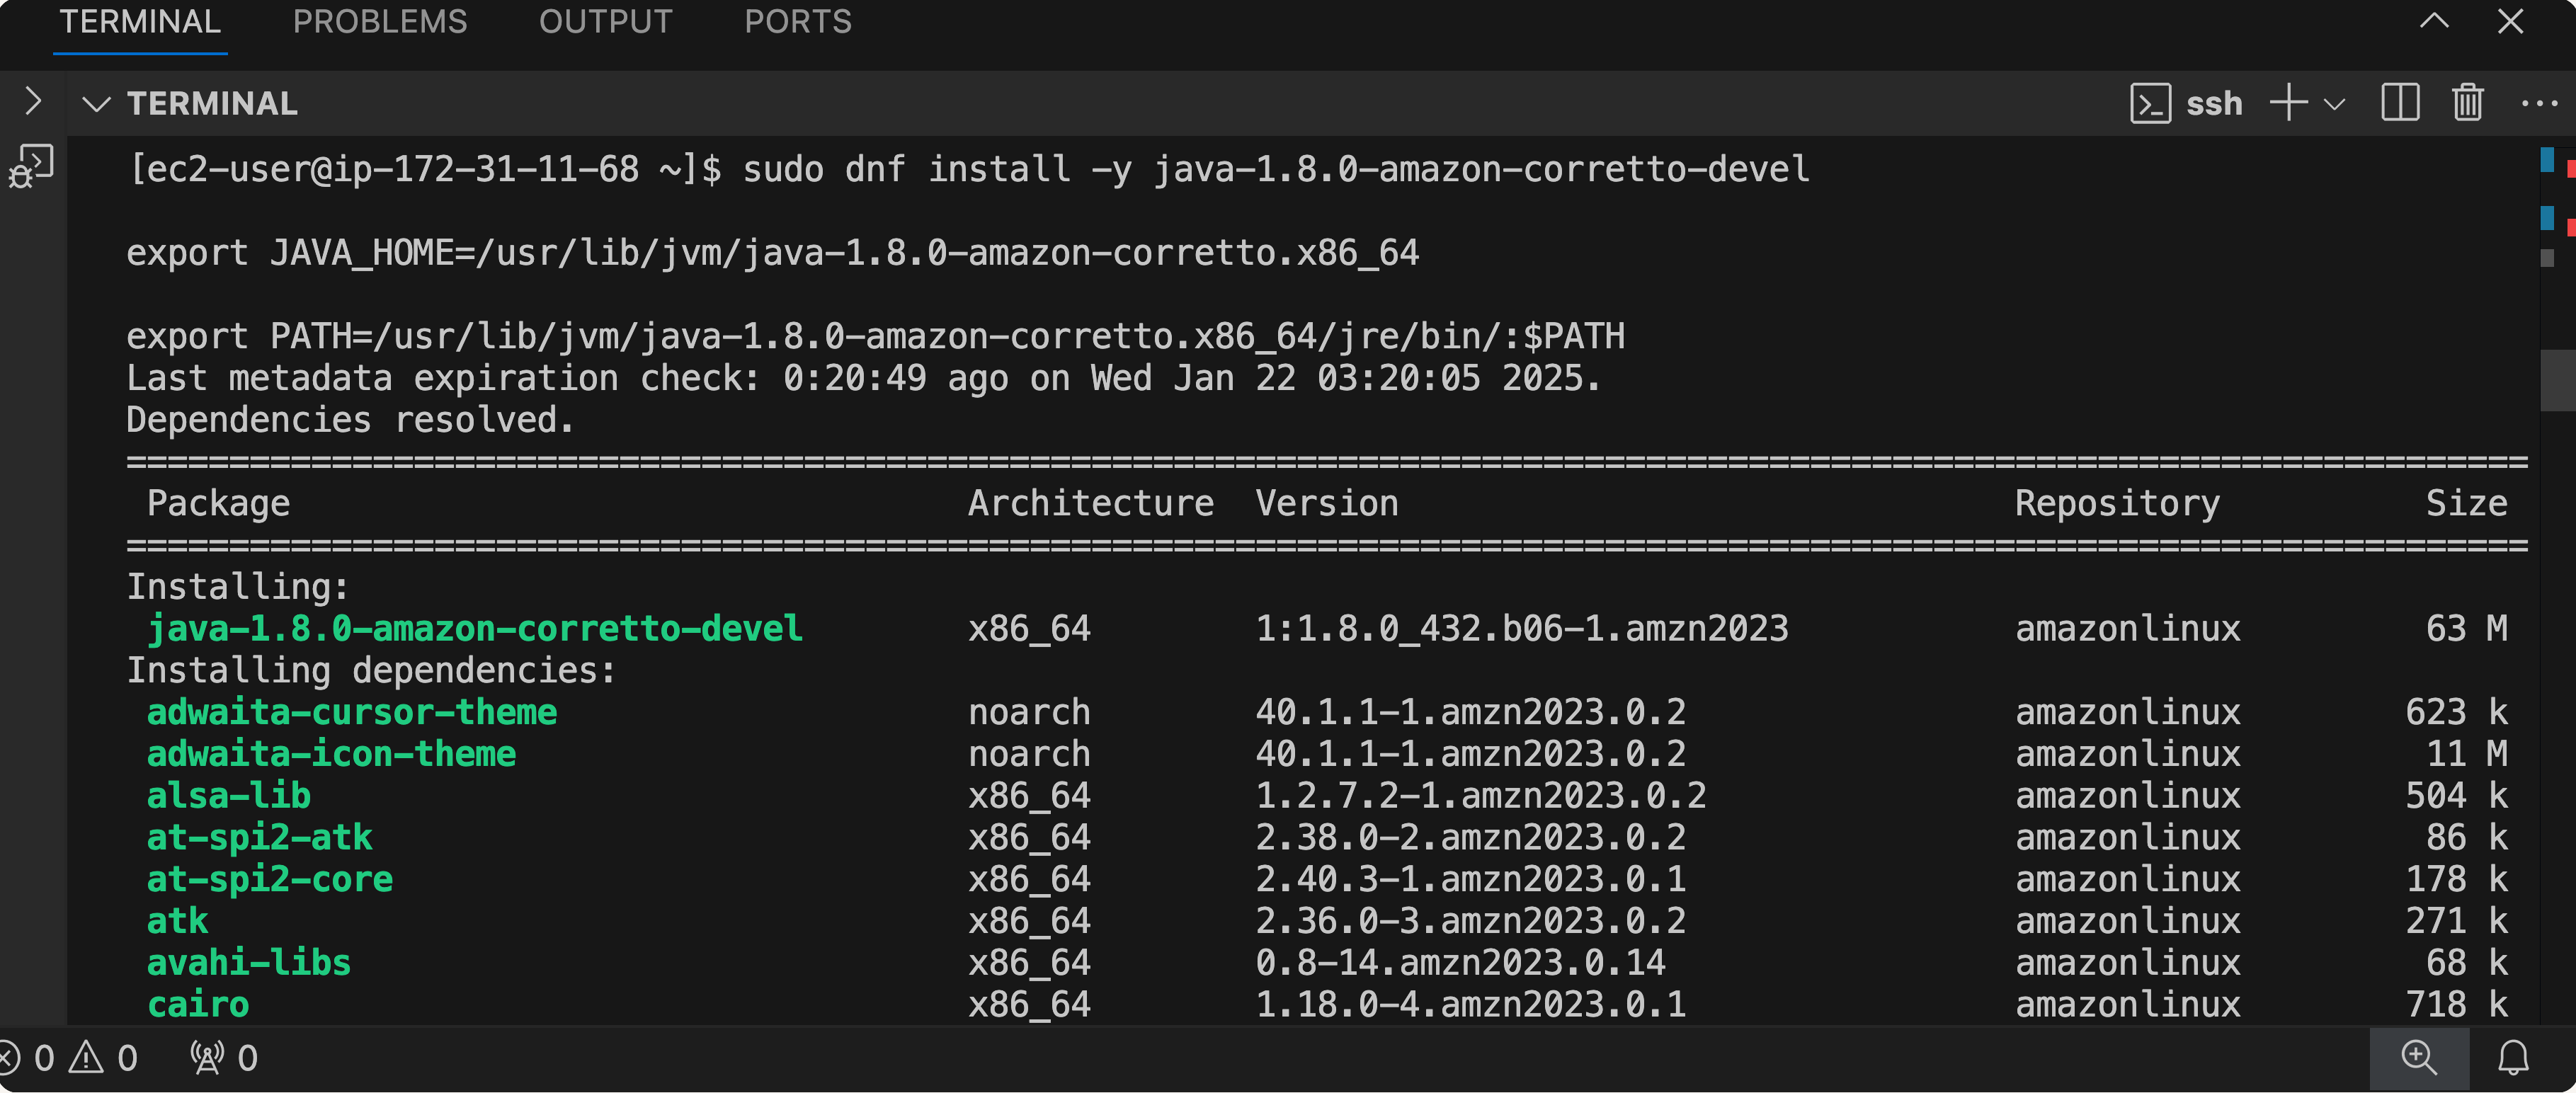 TERMINAL PROBLEMS OUTPUT PORTS
TERMINAL ssh
[ec2-user@ip-172-31-11-68 ~]$ sudo dnf install -y java-1.8.0-amazon-corretto-devel
export JAVA_HOME=/usr/lib/jvm/java-1.8.0-amazon-corretto.x86_64
export PATH=/usr/lib/jvm/java-1.8.0-amazon-corretto.x86_64/jre/bin/:$PATH
Last metadata expiration check: 0:20:49 ago on Wed Jan 22 03:20:05 2025.
Dependencies resolved.
========================================================================================================================
Package Architecture Version Repository Size
========================================================================================================================
Installing:
java-1.8.0-amazon-corretto-devel x86_64 1:1.8.0_432.b06-1.amzn2023 amazonlinux 63 M
Installing dependencies:
adwaita-cursor-theme noarch 40.1.1-1.amzn2023.0.2 amazonlinux 623 k
adwaita-icon-theme noarch 40.1.1-1.amzn2023.0.2 amazonlinux 11 M
alsa-lib x86_64 1.2.7.2-1.amzn2023.0.2 amazonlinux 504 k
at-spi2-atk x86_64 2.38.0-2.amzn2023.0.2 amazonlinux 86 k
at-spi2-core x86_64 2.40.3-1.amzn2023.0.1 amazonlinux 178 k
atk x86_64 2.36.0-3.amzn2023.0.2 amazonlinux 271 k
avahi-libs x86_64 0.8-14.amzn2023.0.14 amazonlinux 68 k
cairo x86_64 1.18.0-4.amzn2023.0.1 amazonlinux 718 k
0 0 0